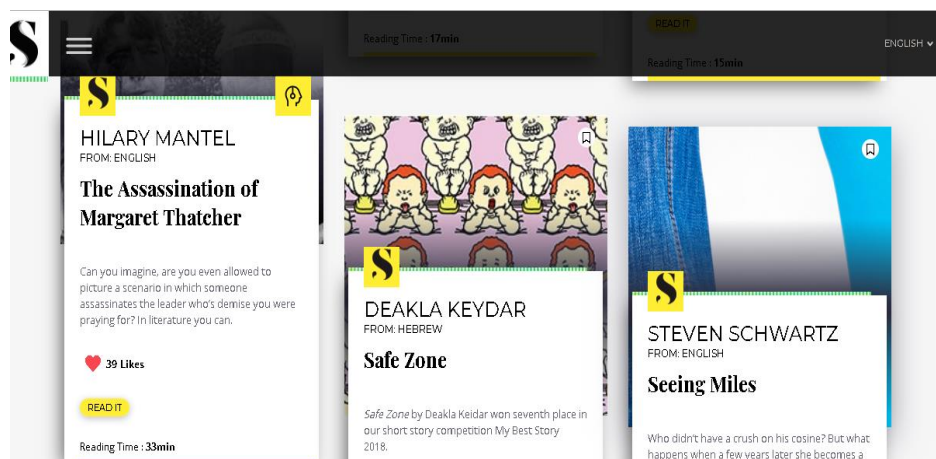 S
ENGLISH
READ IT
Reading Time : 17min
Reading Time : 15min
S
HILARY MANTEL
FROM: ENGLISH
The Assassination of
Margaret Thatcher
Can you imagine, are you even allowed to
picture a scenario in which someone
assassinates the leader who's demise you were
praying for? In literature you can.
39 Likes
READ IT
Reading Time : 33min
S
DEAKLA KEYDAR
FROM: HEBREW
Safe Zone
Safe Zone by Deakla Keidar won seventh place in
our short story competition My Best Story
2018.
S
STEVEN SCHWARTZ
FROM: ENGLISH
Seeing Miles
Who didn't have a crush on his cosine? But what
happens when a few years later she becomes a